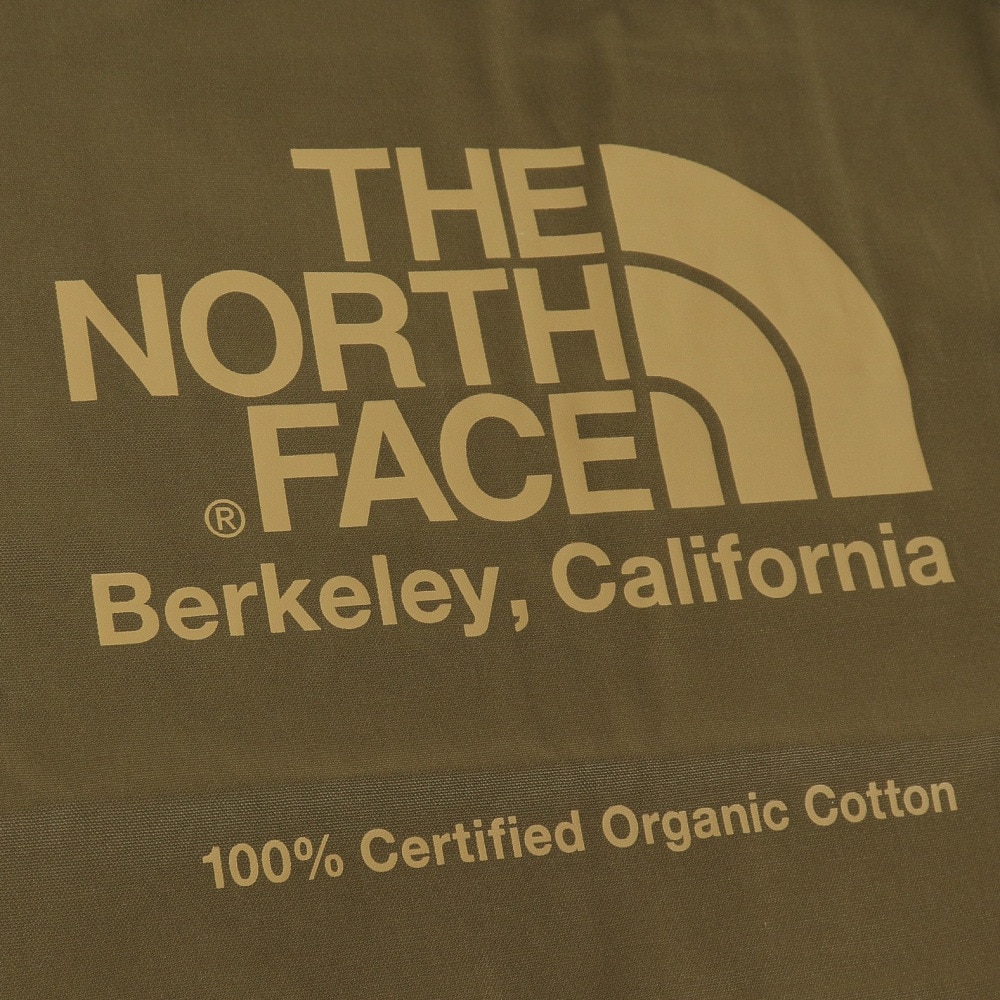 THE
NORTH
® FACE
Berkeley, California
100% Certified Organic Cotton